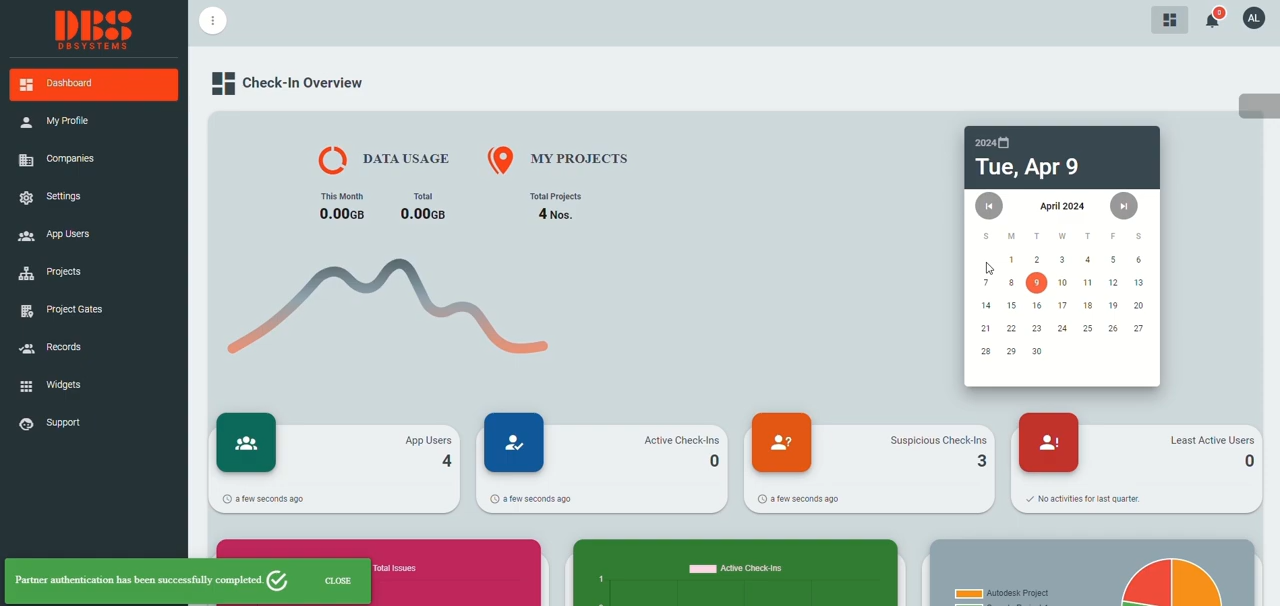 DBS
DBSYSTEMS
Dashboard
My Profile
Companies
Settings
App Users
Projects
Project Gates
Records
Widgets
Support
0
AL
Check-In Overview
DATA USAGE
MY PROJECTS
This Month
Total
Total Projects
0.00GB
0.00GB
4 Nos.
2024
Tue, Apr 9
April 2024
S M T W T F S
1 2 3 4 5 6
7 8 9 10 11 12 13
14 15 16 17 18 19 20
21 22 23 24 25 26 27
28 29 30
App Users
4
a few seconds ago
Active Check-Ins
0
a few seconds ago
Suspicious Check-Ins
3
a few seconds ago
?
Least Active Users
0
No activities for last quarter.
!
Total Issues
Active Check-Ins
1
Autodesk Project
Partner authentication has been successfully completed.
CLOSE